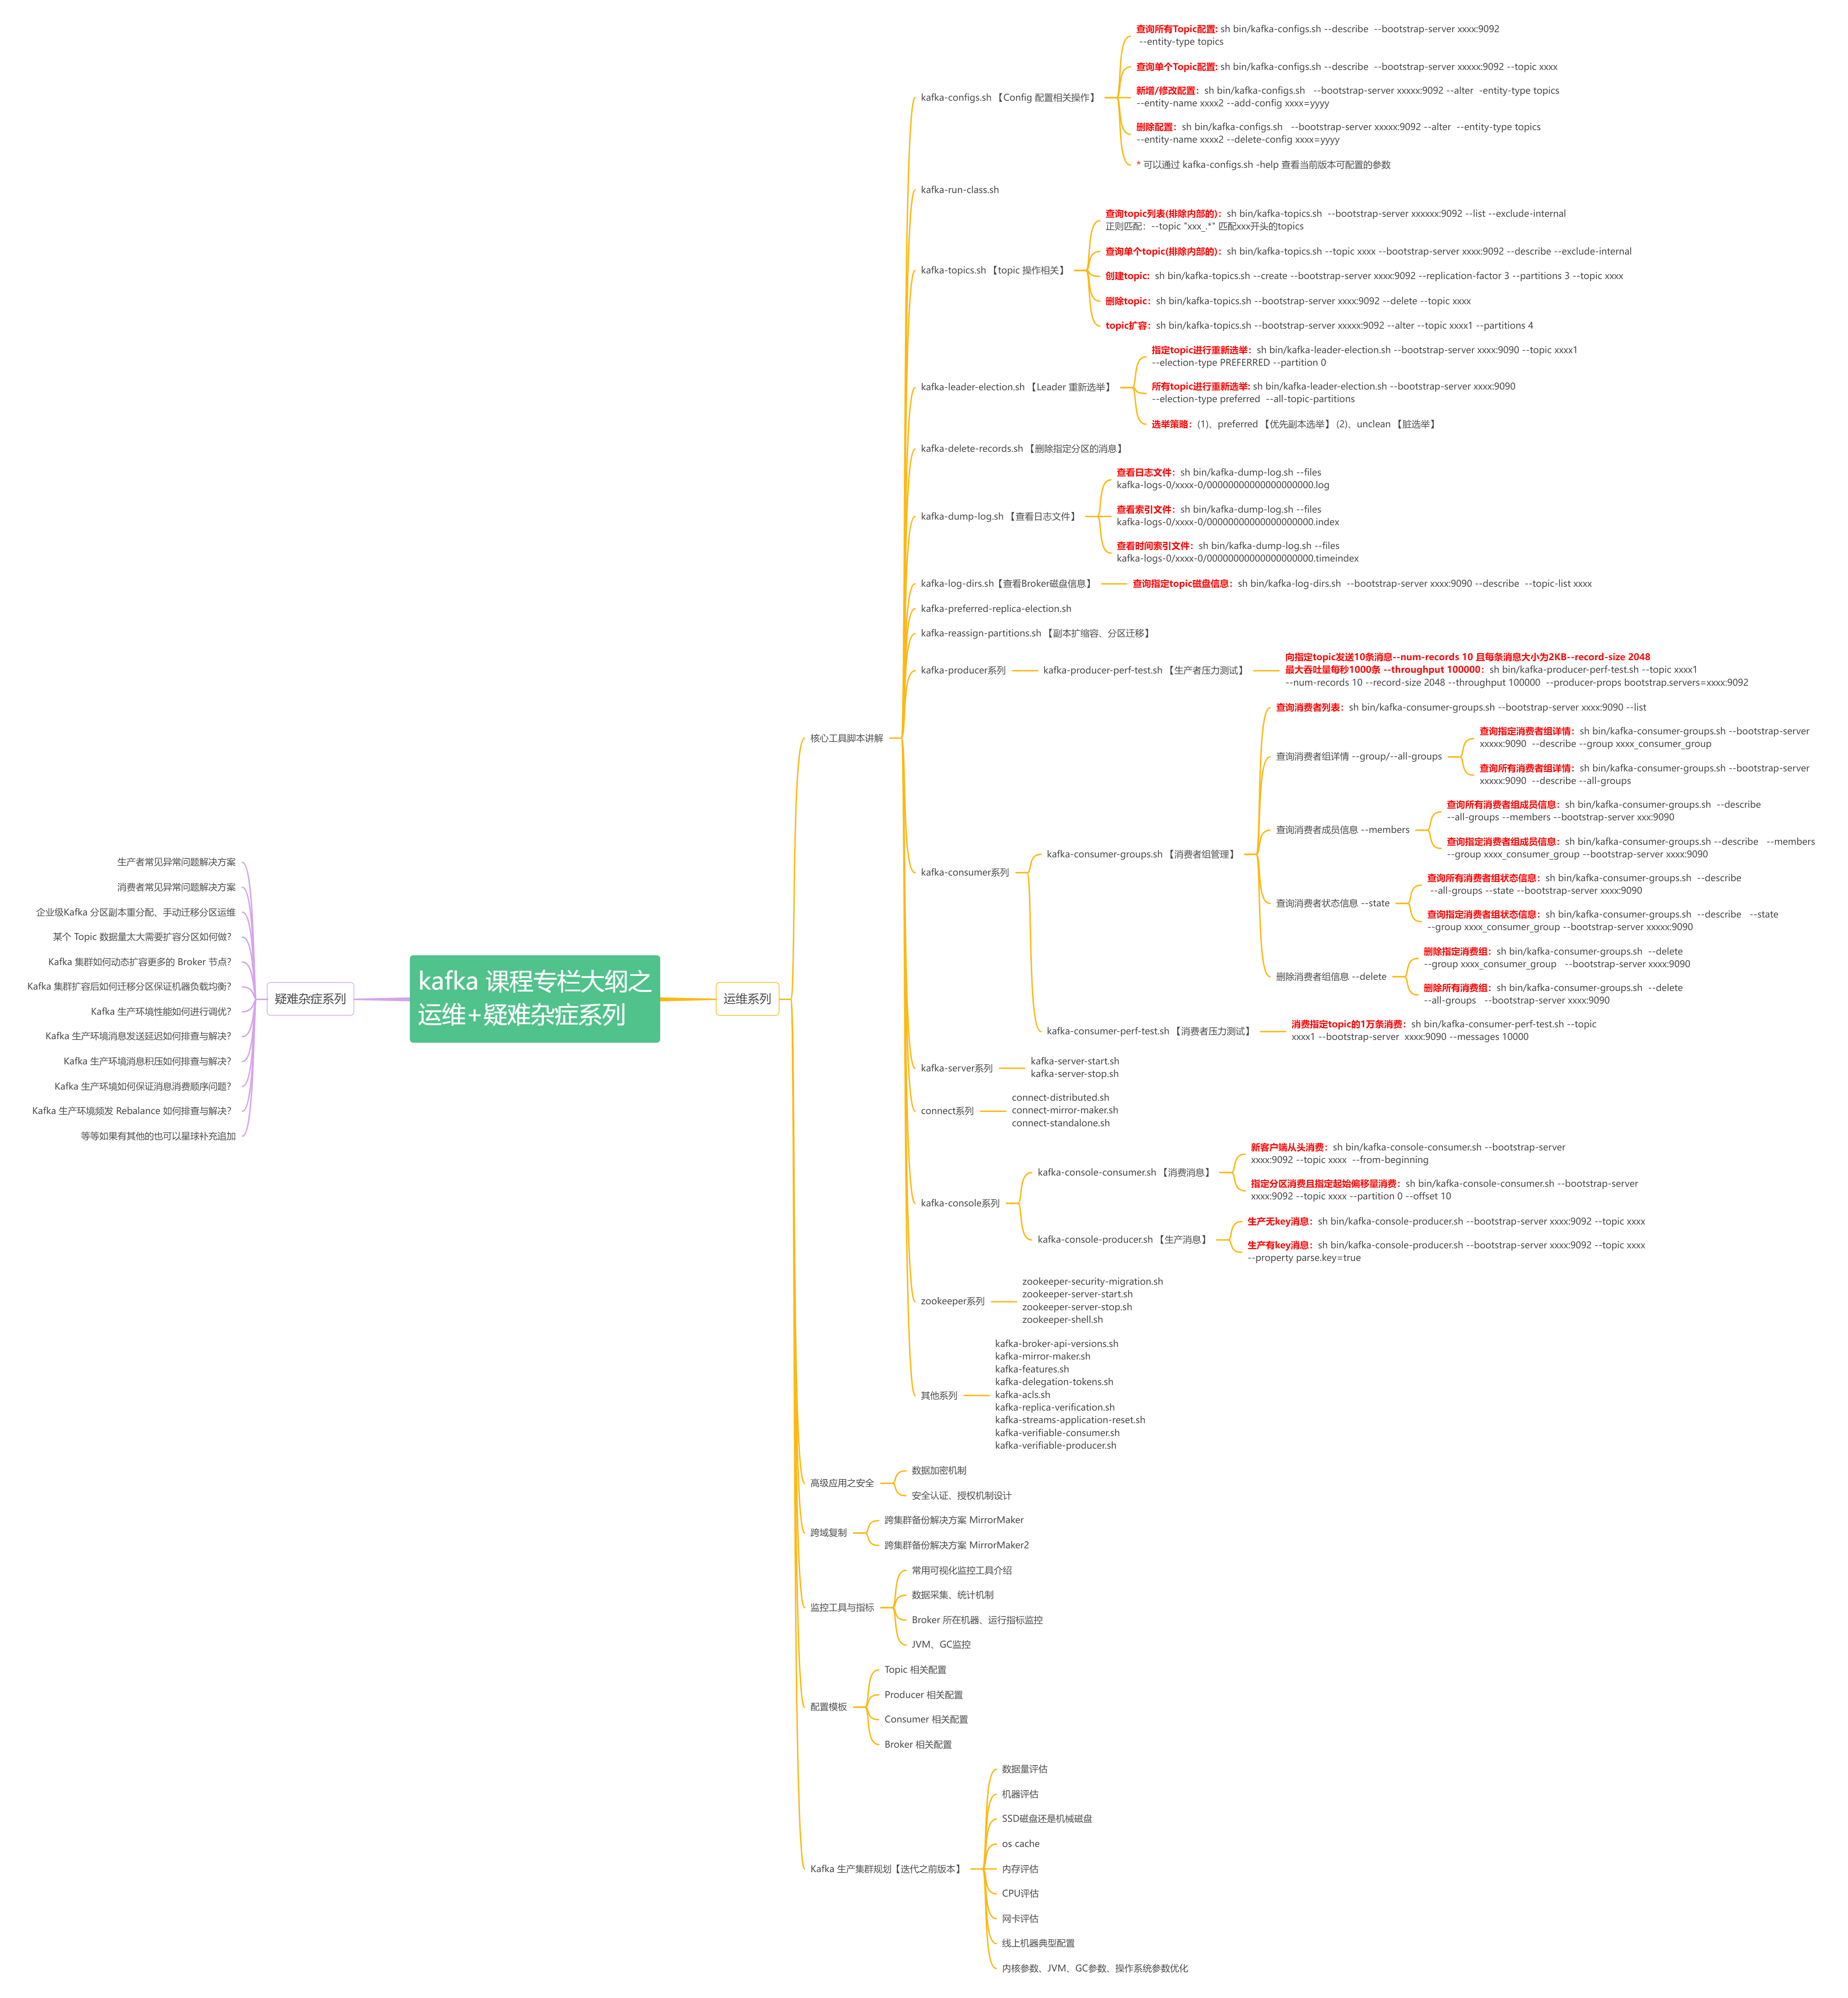 kafka 课程专栏大纲之
运维+疑难杂症系列
疑难杂症系列
生产者常见异常问题解决方案
消费者常见异常问题解决方案
企业级Kafka 分区副本重分配、手动迁移分区运维
某个 Topic 数据量太大需要扩容分区如何做?
Kafka 集群如何动态扩容更多的 Broker 节点?
Kafka 集群扩容后如何迁移分区保证机器负载均衡?
Kafka 生产环境性能如何进行调优?
Kafka 生产环境消息发送延迟如何排查与解决?
Kafka 生产环境消息积压如何排查与解决?
Kafka 生产环境如何保证消息消费顺序问题?
Kafka 生产环境频发 Rebalance 如何排查与解决?
等等如果有其他的也可以星球补充追加
运维系列
核心工具脚本讲解
kafka-configs.sh 【Config 配置相关操作】
查询所有Topic配置: sh bin/kafka-configs.sh --describe  --bootstrap-server xxxx:9092
--entity-type topics
查询单个Topic配置: sh bin/kafka-configs.sh --describe  --bootstrap-server xxxxx:9092 --topic xxxx
新增/修改配置：sh bin/kafka-configs.sh   --bootstrap-server xxxxx:9092 --alter  -entity-type topics
--entity-name xxxx2 --add-config xxxx=yyyy
删除配置：sh bin/kafka-configs.sh   --bootstrap-server xxxxx:9092 --alter  --entity-type topics
--entity-name xxxx2 --delete-config xxxx=yyyy
* 可以通过 kafka-configs.sh -help 查看当前版本可配置的参数
kafka-run-class.sh
kafka-topics.sh 【topic 操作相关】
查询topic列表(排除内部的)：sh bin/kafka-topics.sh  --bootstrap-server xxxxxx:9092 --list --exclude-internal
正则匹配：--topic "xxx_.*" 匹配xxx开头的topics
查询单个topic(排除内部的)：sh bin/kafka-topics.sh --topic xxxx --bootstrap-server xxxx:9092 --describe --exclude-internal
创建topic：sh bin/kafka-topics.sh --create --bootstrap-server xxxx:9092 --replication-factor 3 --partitions 3 --topic xxxx
删除topic：sh bin/kafka-topics.sh --bootstrap-server xxxx:9092 --delete --topic xxxx
topic扩容：sh bin/kafka-topics.sh --bootstrap-server xxxxx:9092 --alter --topic xxxx1 --partitions 4
kafka-leader-election.sh 【Leader 重新选举】
指定topic进行重新选举：sh bin/kafka-leader-election.sh --bootstrap-server xxxx:9090 --topic xxxx1
--election-type PREFERRED --partition 0
所有topic进行重新选举: sh bin/kafka-leader-election.sh --bootstrap-server xxxx:9090
--election-type preferred  --all-topic-partitions
选举策略：(1)、preferred 【优先副本选举】 (2)、unclean 【脏选举】
kafka-delete-records.sh 【删除指定分区的消息】
kafka-dump-log.sh 【查看日志文件】
查看日志文件：sh bin/kafka-dump-log.sh --files
kafka-logs-0/xxxx-0/00000000000000000000.log
查看索引文件：sh bin/kafka-dump-log.sh --files
kafka-logs-0/xxxx-0/00000000000000000000.index
查看时间索引文件：sh bin/kafka-dump-log.sh --files
kafka-logs-0/xxxx-0/00000000000000000000.timeindex
kafka-log-dirs.sh【查看Broker磁盘信息】
查询指定topic磁盘信息：sh bin/kafka-log-dirs.sh  --bootstrap-server xxxx:9090 --describe  --topic-list xxxx
kafka-preferred-replica-election.sh
kafka-reassign-partitions.sh 【副本扩缩容、分区迁移】
kafka-producer系列
kafka-producer-perf-test.sh 【生产者压力测试】
向指定topic发送10条消息--num-records 10 且每条消息大小为2KB--record-size 2048
最大吞吐量每秒1000条 --throughput 100000：sh bin/kafka-producer-perf-test.sh --topic xxxx1
--num-records 10 --record-size 2048 --throughput 100000  --producer-props bootstrap.servers=xxxx:9092
kafka-consumer系列
kafka-consumer-groups.sh 【消费者组管理】
查询消费者列表：sh bin/kafka-consumer-groups.sh --bootstrap-server xxxx:9090 --list
查询消费者组详情 --group/--all-groups
查询指定消费者组详情：sh bin/kafka-consumer-groups.sh --bootstrap-server
xxxxx:9090  --describe --group xxxx_consumer_group
查询所有消费者组详情：sh bin/kafka-consumer-groups.sh --bootstrap-server
xxxxx:9090  --describe --all-groups
查询消费者成员信息 --members
查询所有消费者组成员信息：sh bin/kafka-consumer-groups.sh  --describe
--all-groups --members --bootstrap-server xxx:9090
查询指定消费者组成员信息：sh bin/kafka-consumer-groups.sh --describe   --members
--group xxxx_consumer_group --bootstrap-server xxxx:9090
查询消费者状态信息 --state
查询所有消费者组状态信息：sh bin/kafka-consumer-groups.sh  --describe
--all-groups --state --bootstrap-server xxxx:9090
查询指定消费者组状态信息：sh bin/kafka-consumer-groups.sh  --describe   --state
--group xxxx_consumer_group --bootstrap-server xxxxx:9090
删除消费者组信息 --delete
删除指定消费组：sh bin/kafka-consumer-groups.sh  --delete
--group xxxx_consumer_group   --bootstrap-server xxxx:9090
删除所有消费组：sh bin/kafka-consumer-groups.sh  --delete
--all-groups   --bootstrap-server xxxx:9090
kafka-consumer-perf-test.sh 【消费者压力测试】
消费指定topic的1万条消费：sh bin/kafka-consumer-perf-test.sh --topic
xxxx1 --bootstrap-server  xxxx:9090 --messages 10000
kafka-server系列
kafka-server-start.sh
kafka-server-stop.sh
connect系列
connect-distributed.sh
connect-mirror-maker.sh
connect-standalone.sh
kafka-console系列
kafka-console-consumer.sh 【消费消息】
新客户端从头消费：sh bin/kafka-console-consumer.sh --bootstrap-server
xxxx:9092 --topic xxxx  --from-beginning
指定分区消费且指定起始偏移量消费：sh bin/kafka-console-consumer.sh --bootstrap-server
xxxx:9092 --topic xxxx --partition 0 --offset 10
kafka-console-producer.sh 【生产消息】
生产无key消息：sh bin/kafka-console-producer.sh --bootstrap-server xxxx:9092 --topic xxxx
生产有key消息：sh bin/kafka-console-producer.sh --bootstrap-server xxxx:9092 --topic xxxx
--property parse.key=true
zookeeper系列
zookeeper-security-migration.sh
zookeeper-server-start.sh
zookeeper-server-stop.sh
zookeeper-shell.sh
其他系列
kafka-broker-api-versions.sh
kafka-mirror-maker.sh
kafka-features.sh
kafka-delegation-tokens.sh
kafka-acls.sh
kafka-replica-verification.sh
kafka-streams-application-reset.sh
kafka-verifiable-consumer.sh
kafka-verifiable-producer.sh
高级应用之安全
数据加密机制
安全认证、授权机制设计
跨域复制
跨集群备份解决方案 MirrorMaker
跨集群备份解决方案 MirrorMaker2
监控工具与指标
常用可视化监控工具介绍
数据采集、统计机制
Broker 所在机器、运行指标监控
JVM、GC监控
配置模板
Topic 相关配置
Producer 相关配置
Consumer 相关配置
Broker 相关配置
Kafka 生产集群规划【迭代之前版本】
数据量评估
机器评估
SSD磁盘还是机械磁盘
os cache
内存评估
CPU评估
网卡评估
线上机器典型配置
内核参数、JVM、GC参数、操作系统参数优化